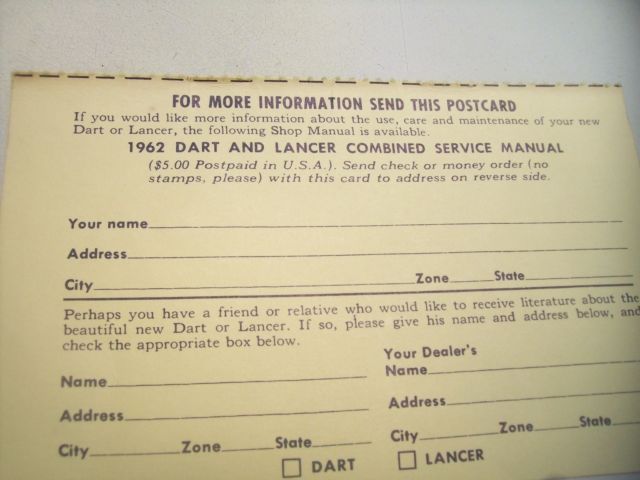 FOR MORE INFORMATION SEND THIS POSTCARD
If you would like more information about the use, care and maintenance of your new
Dart or Lancer, the following Shop Manual is available.
1962 DART AND LANCER COMBINED SERVICE MANUAL
($5.00 Postpaid in U.S.A.). Send check or money order (no
stamps, please) with this card to address on reverse side.
Your name
Address
City Zone State
Perhaps you have a friend or relative who would like to receive literature about the
beautiful new Dart or Lancer. If so, please give his name and address below, and
check the appropriate box below.
Name
Address
City Zone State
Your Dealer's
Name
Address
City Zone State
DART LANCER